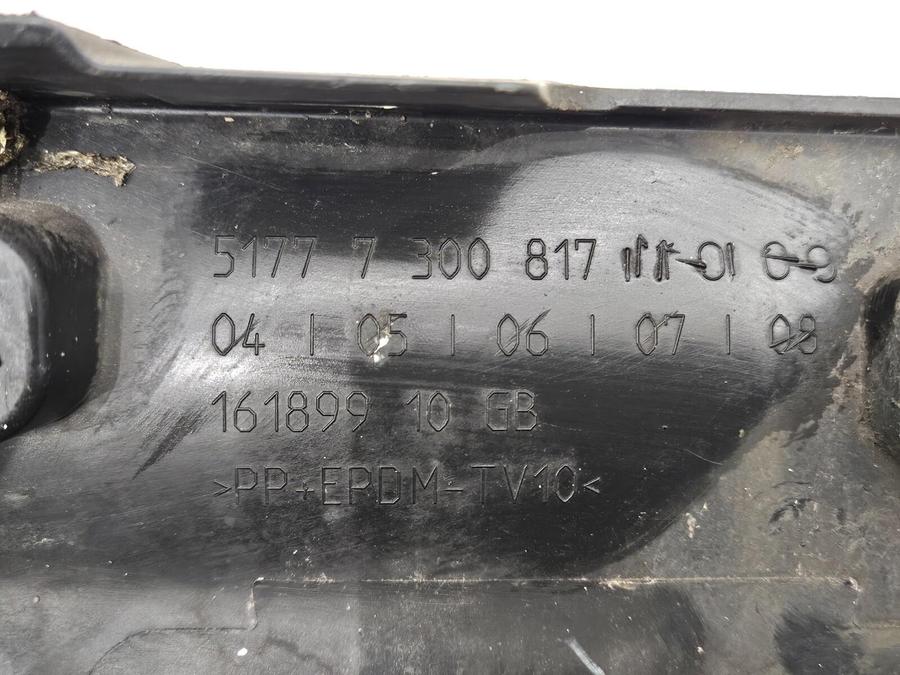 5177 7 300 817
04 | 05 | 06 | 07 | 08
161899 10 GB
>PP+EPDM-TV10<